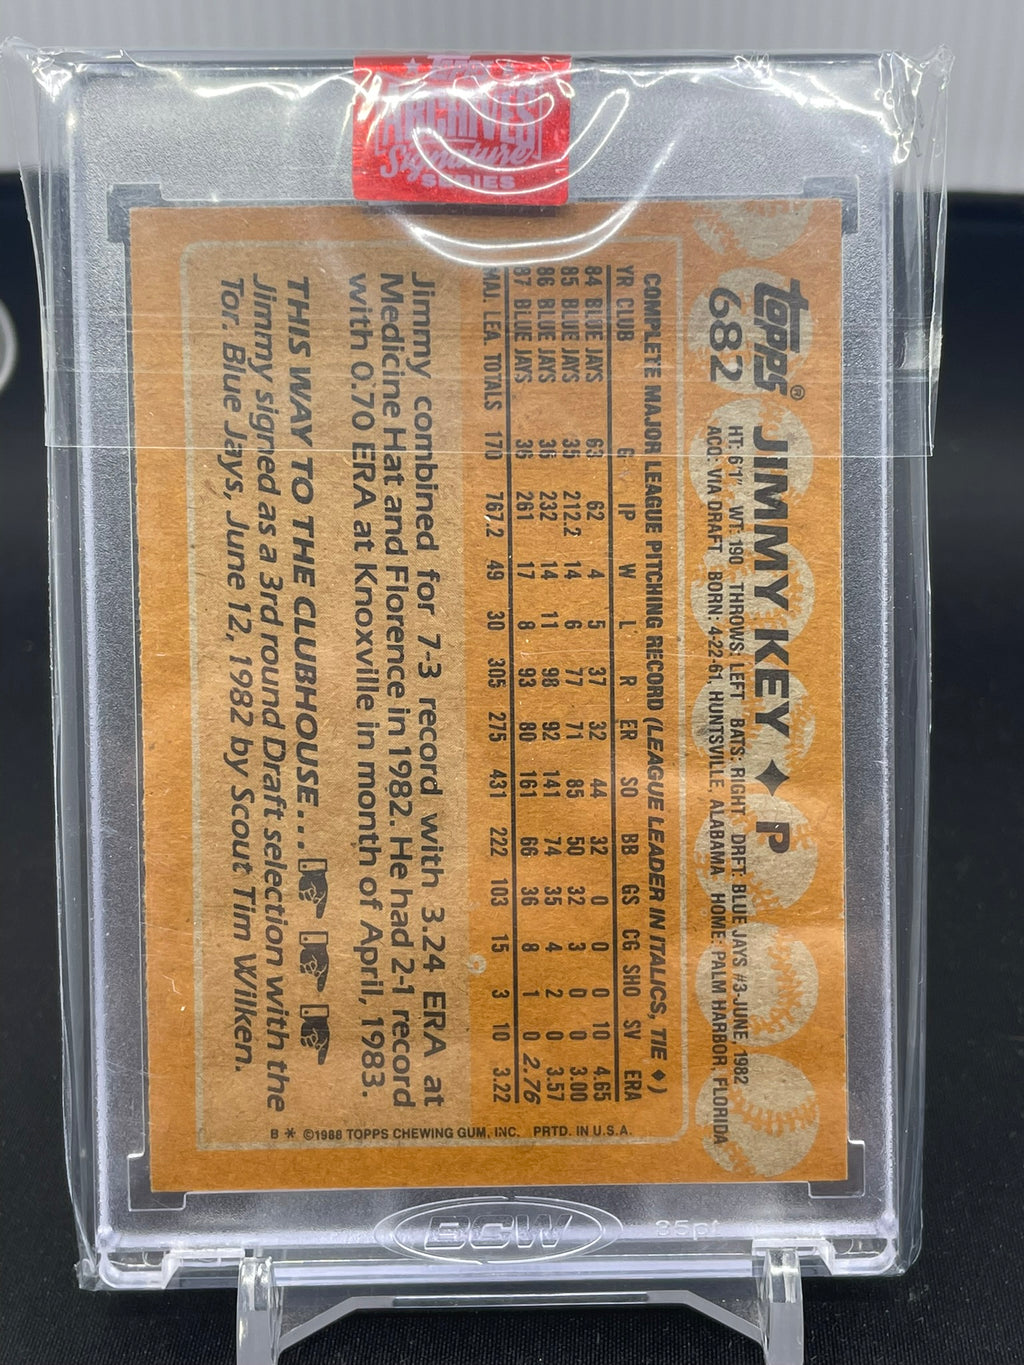 TOPPS
ARCHIVES
Signature
SERIES
topps®
682
JIMMY KEY ♦ P
HT: 6'1" WT: 190 THROWS: LEFT BATS: RIGHT DRFT: BLUE JAYS #3-JUNE, 1982
ACQ: VIA DRAFT BORN: 4-22-61, HUNTSVILLE, ALABAMA HOME: PALM HARBOR, FLORIDA
COMPLETE MAJOR LEAGUE PITCHING RECORD (LEAGUE LEADER IN ITALICS, TIE ♦)
YR CLUB G IP W L R ER SO BB GS CG SHO SV ERA
84 BLUE JAYS 63 62 4 5 37 32 44 32 0 0 0 10 4.65
85 BLUE JAYS 35 212.2 14 6 77 71 85 50 32 3 0 0 3.00
86 BLUE JAYS 36 232 14 11 98 92 141 74 35 4 2 0 3.57
87 BLUE JAYS 36 261 17 8 93 80 161 66 36 8 1 0 2.76
MAJ. LEA. TOTALS 170 767.2 49 30 305 275 431 222 103 15 3 10 3.22
Jimmy combined for 7-3 record with 3.24 ERA at
Medicine Hat and Florence in 1982. He had 2-1 record
with 0.70 ERA at Knoxville in month of April, 1983.
THIS WAY TO THE CLUBHOUSE...
Jimmy signed as a 3rd round Draft selection with the
Tor. Blue Jays, June 12, 1982 by Scout Tim Wilken.
B * ©1988 TOPPS CHEWING GUM, INC. PRTD. IN U.S.A.
BCW
35pt